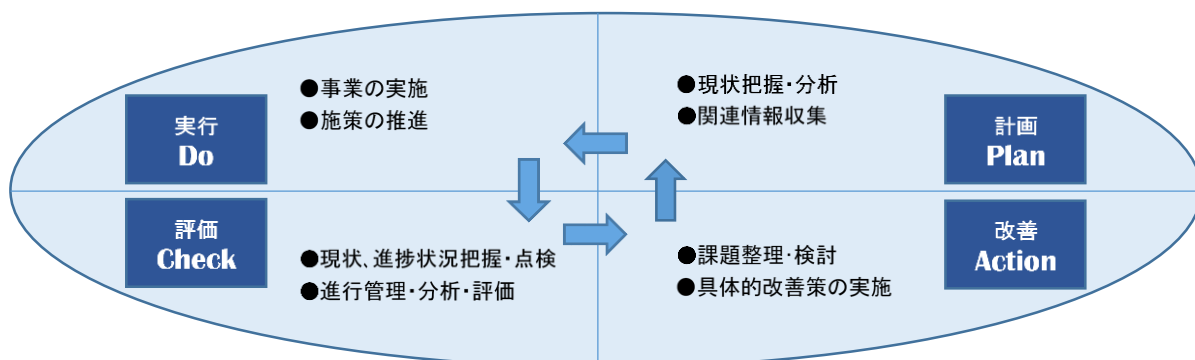 ●事業の実施
●施策の推進
実行
Do
●現状把握・分析
●関連情報収集
計画
Plan
評価
Check
●現状、進捗状況把握・点検
●進行管理・分析・評価
●課題整理・検討
●具体的改善策の実施
改善
Action